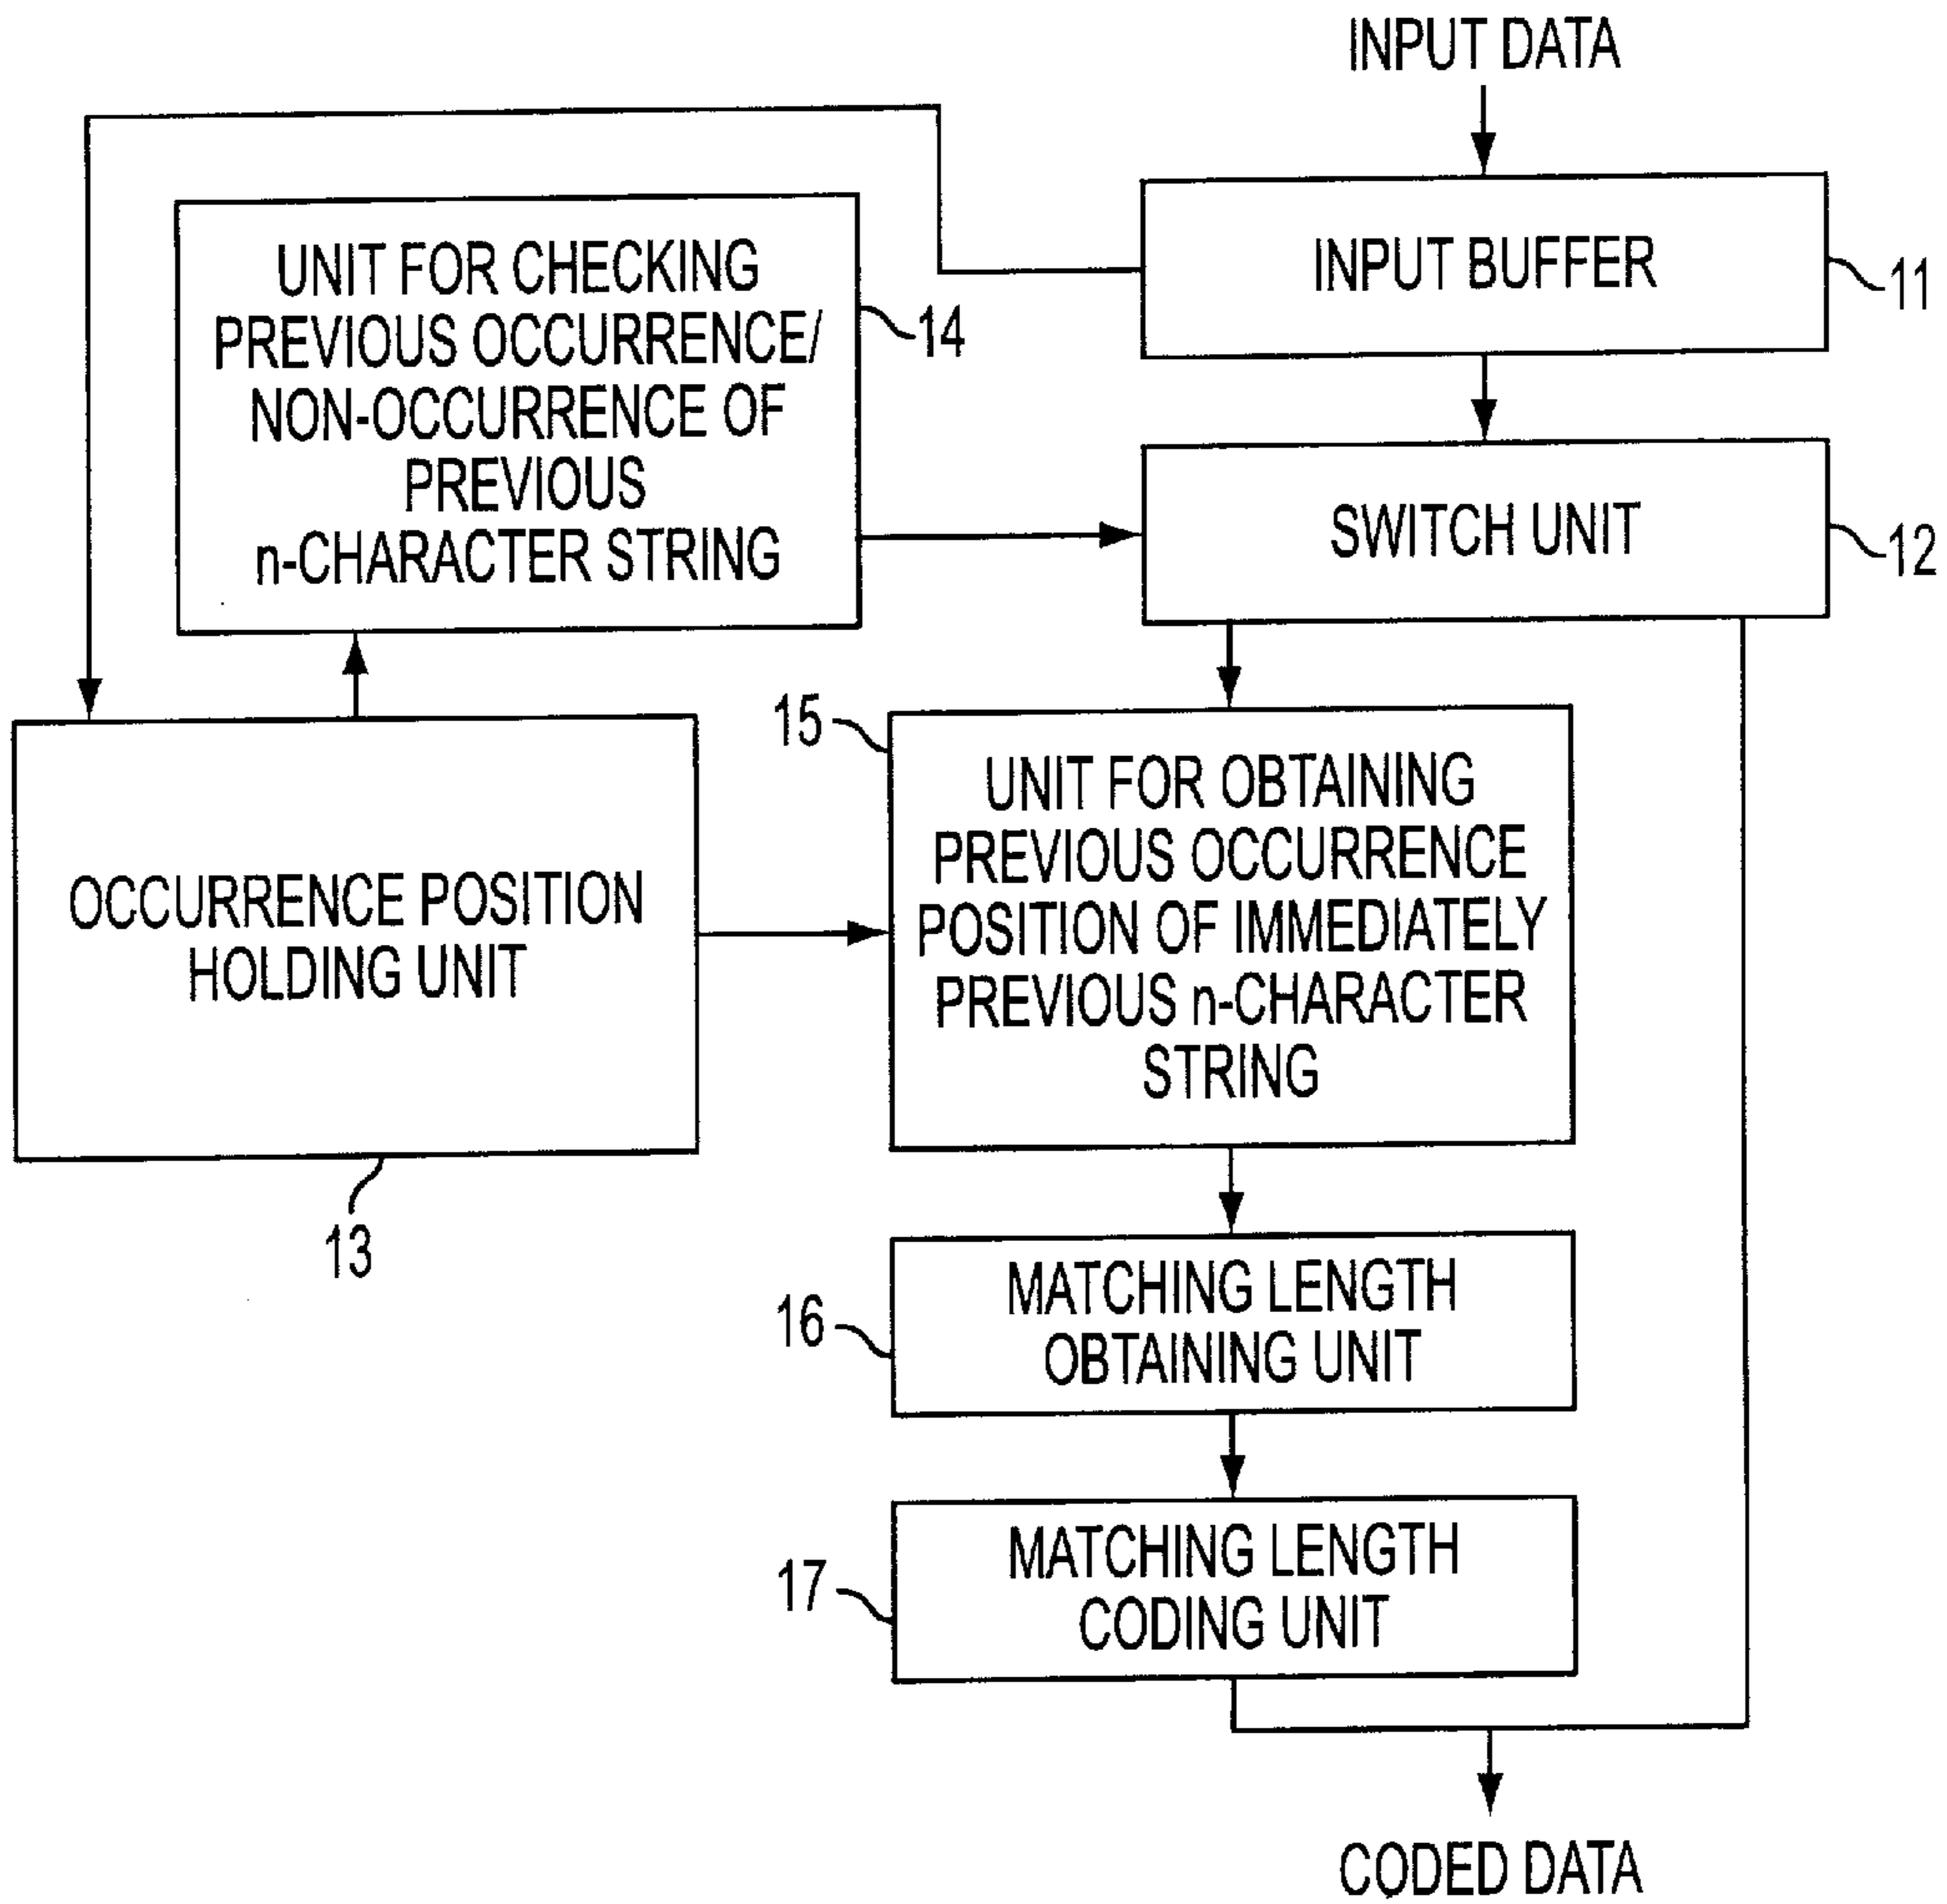 INPUT DATA
INPUT BUFFER
11
UNIT FOR CHECKING
PREVIOUS OCCURRENCE/
NON-OCCURRENCE OF
PREVIOUS
n-CHARACTER STRING
14
SWITCH UNIT
12
OCCURRENCE POSITION
HOLDING UNIT
13
15
UNIT FOR OBTAINING
PREVIOUS OCCURRENCE
POSITION OF IMMEDIATELY
PREVIOUS n-CHARACTER
STRING
16
MATCHING LENGTH
OBTAINING UNIT
17
MATCHING LENGTH
CODING UNIT
CODED DATA